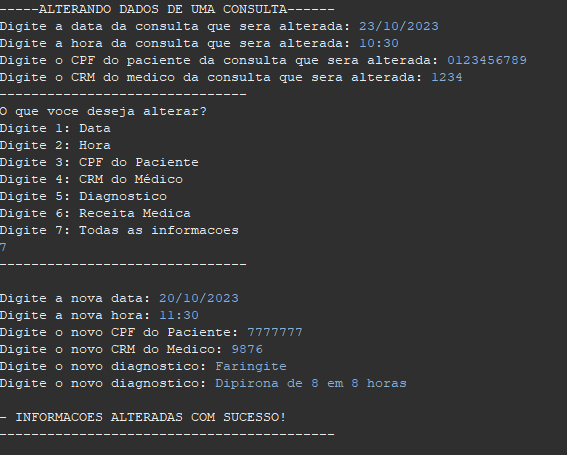 -----ALTERANDO DADOS DE UMA CONSULTA------
Digite a data da consulta que sera alterada: 23/10/2023
Digite a hora da consulta que sera alterada: 10:30
Digite o CPF do paciente da consulta que sera alterada: 0123456789
Digite o CRM do medico da consulta que sera alterada: 1234
-------------------------------
O que voce deseja alterar?
Digite 1: Data
Digite 2: Hora
Digite 3: CPF do Paciente
Digite 4: CRM do Médico
Digite 5: Diagnostico
Digite 6: Receita Medica
Digite 7: Todas as informacoes
7
-------------------------------
Digite a nova data: 20/10/2023
Digite a nova hora: 11:30
Digite o novo CPF do Paciente: 7777777
Digite o novo CRM do Medico: 9876
Digite o novo diagnostico: Faringite
Digite o novo diagnostico: Dipirona de 8 em 8 horas
- INFORMACOES ALTERADAS COM SUCESSO!
------------------------------------------